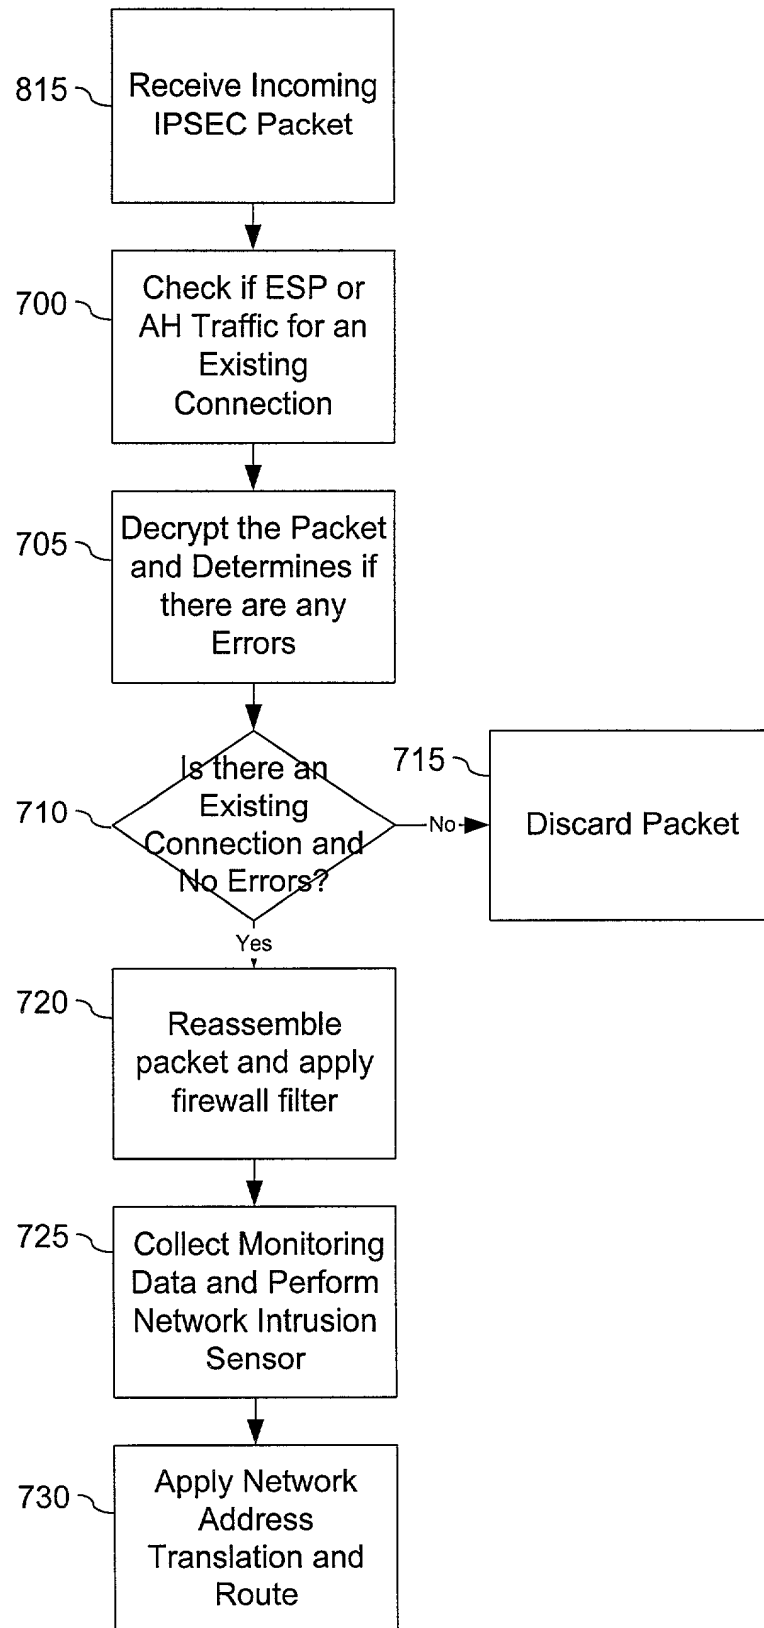 815
Receive Incoming
IPSEC Packet
700
Check if ESP or
AH Traffic for an
Existing
Connection
705
Decrypt the Packet
and Determines if
there are any
Errors
710
Is there an
Existing
Connection and
No Errors?
No
715
Discard Packet
Yes
720
Reassemble
packet and apply
firewall filter
725
Collect Monitoring
Data and Perform
Network Intrusion
Sensor
730
Apply Network
Address
Translation and
Route